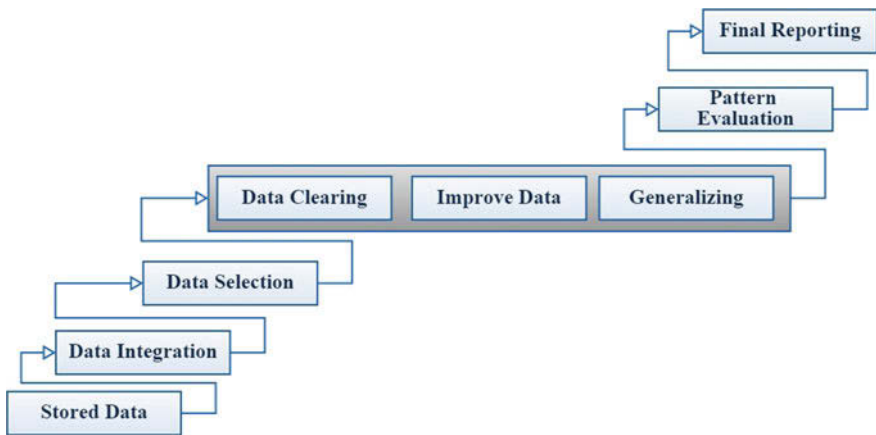 Final Reporting
Pattern
Evaluation
Data Clearing
Improve Data
Generalizing
Data Selection
Data Integration
Stored Data